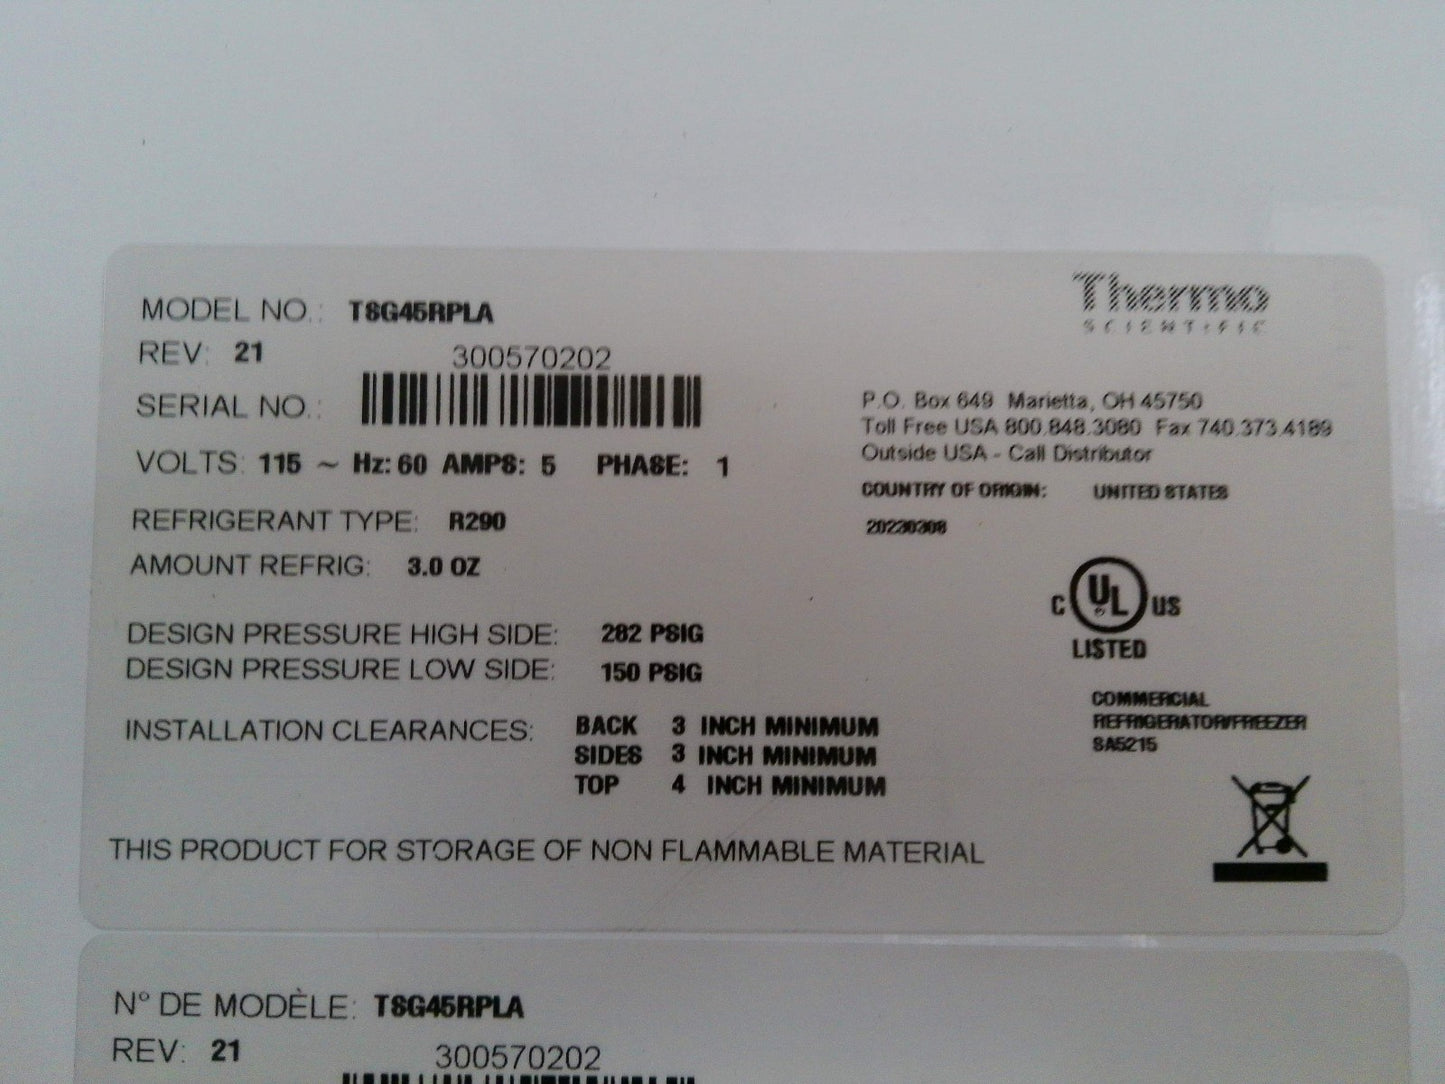 MODEL NO.: TSG45RPLA
REV: 21
300570202
SERIAL NO.:
VOLTS: 115 ~ Hz: 60 AMPS: 5 PHASE: 1
REFRIGERANT TYPE: R290
AMOUNT REFRIG: 3.0 OZ
DESIGN PRESSURE HIGH SIDE: 282 PSIG
DESIGN PRESSURE LOW SIDE: 150 PSIG
INSTALLATION CLEARANCES: BACK 3 INCH MINIMUM
SIDES 3 INCH MINIMUM
TOP 4 INCH MINIMUM
THIS PRODUCT FOR STORAGE OF NON FLAMMABLE MATERIAL
Thermo
SCIENTIFIC
P.O. Box 649 Marietta, OH 45750
Toll Free USA 800.848.3080 Fax 740.373.4189
Outside USA - Call Distributor
COUNTRY OF ORIGIN: UNITED STATES
20230308
C UL US
LISTED
COMMERCIAL
REFRIGERATOR/FREEZER
SA5215
N° DE MODÈLE: TSG45RPLA
REV: 21
300570202